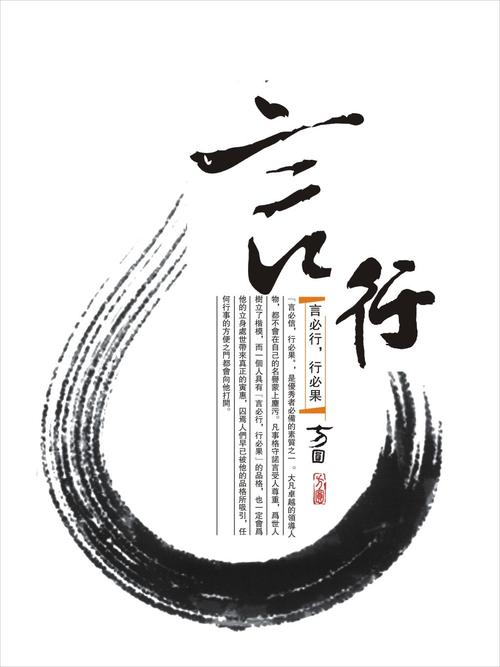 言行
言必行，行必果
方圓
方圓
『言必信，行必果，，是優秀者必備的素質之一。大凡卓越的領導人
物，都不會在自己的名譽蒙上塵污。凡事格守諾言受人尊重，爲世人
樹立了楷模，而一個人具有『言必行，行必果』的品格，也一定會爲
他的立身處世帶來真正的寅惠，囚焉人們早已被他的品格所吸引，任
何行事的方便之門都會向他打開。